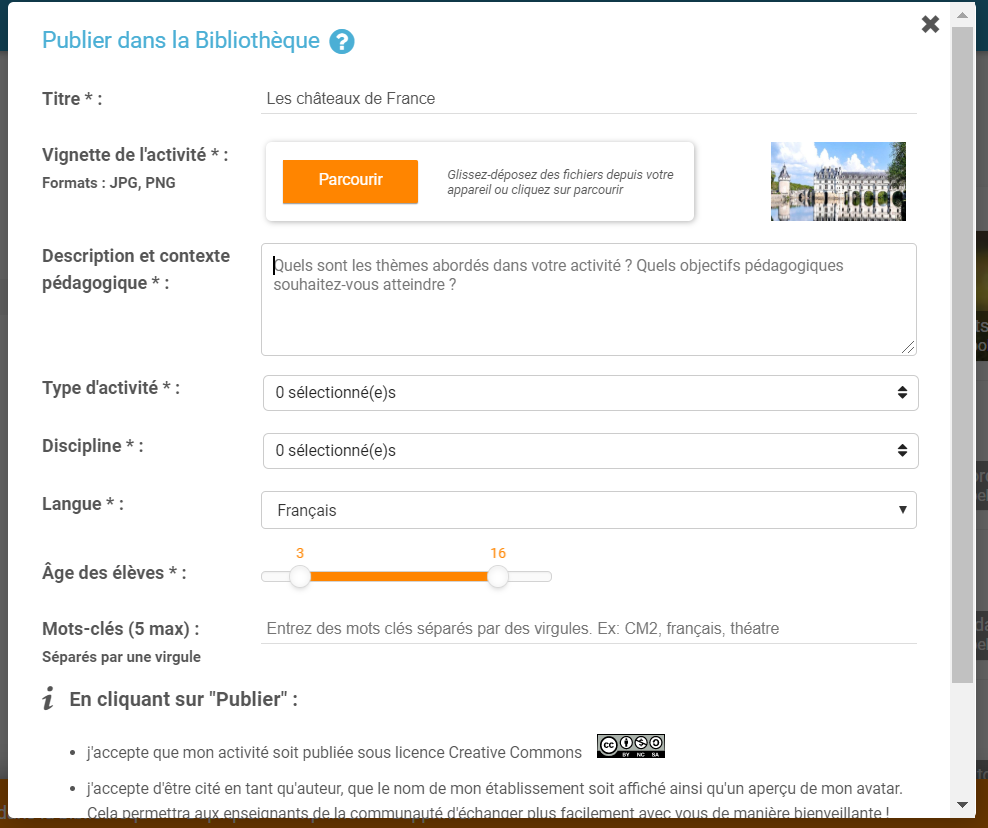 Publier dans la Bibliothèque ?
Titre * :
Les châteaux de France
Vignette de l'activité * :
Formats : JPG, PNG
Parcourir
Glissez-déposez des fichiers depuis votre
appareil ou cliquez sur parcourir
Description et contexte
pédagogique * :
Quels sont les thèmes abordés dans votre activité ? Quels objectifs pédagogiques
souhaitez-vous atteindre ?
Type d'activité * :
0 sélectionné(e)s
Discipline * :
0 sélectionné(e)s
Langue * :
Français
3 16
Âge des élèves * :
Mots-clés (5 max) :
Entrez des mots clés séparés par des virgules. Ex: CM2, français, théatre
Séparés par une virgule
i En cliquant sur "Publier" :
• j'accepte que mon activité soit publiée sous licence Creative Commons
cc BY NC SA
• j'accepte d'être cité en tant qu'auteur, que le nom de mon établissement soit affiché ainsi qu'un aperçu de mon avatar.
Cela permettra aux enseignants de la communauté d'échanger plus facilement avec vous de manière bienveillante !